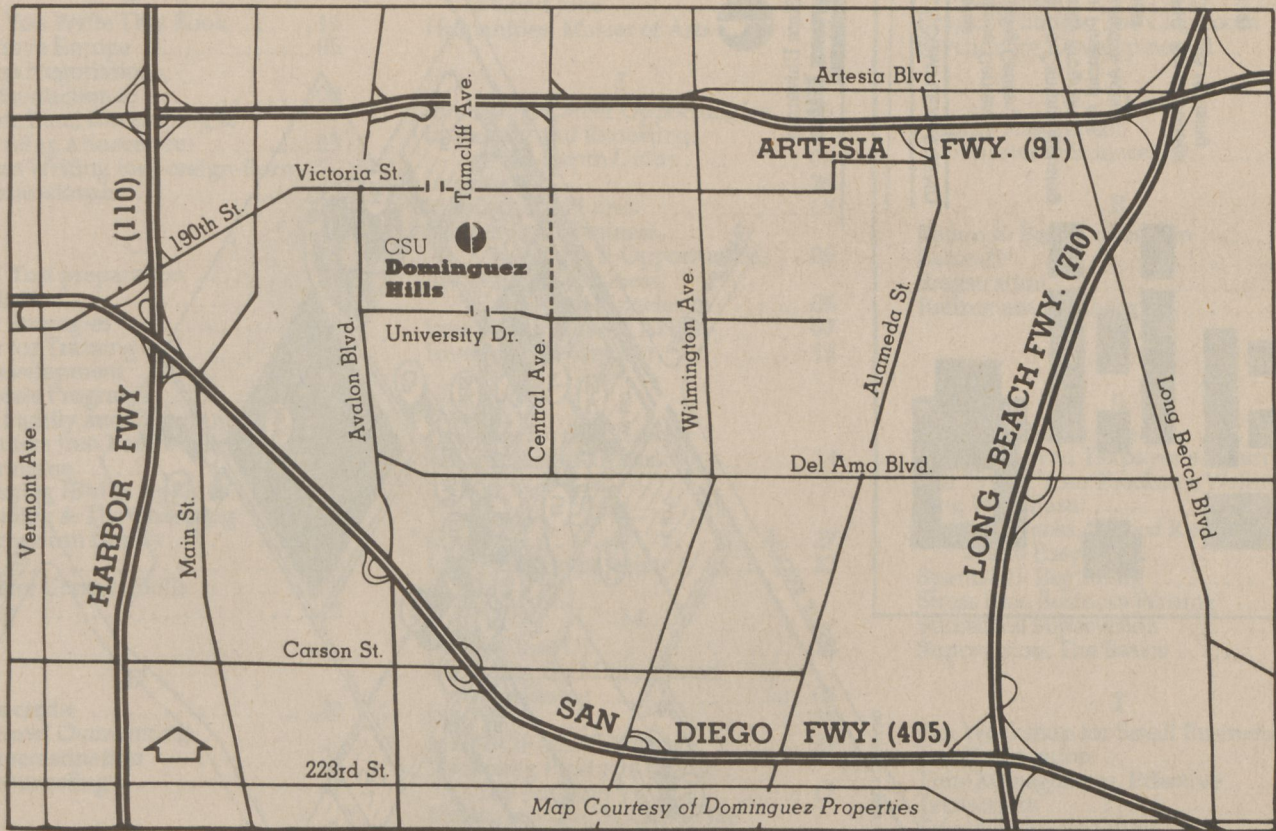 Artesia Blvd.
Tamcliff Ave.
ARTESIA FWY. (91)
Victoria St.
(110)
190th St.
CSU
Dominguez
Hills
University Dr.
Avalon Blvd.
Central Ave.
Wilmington Ave.
Alameda St.
LONG BEACH FWY. (710)
Long Beach Blvd.
Vermont Ave.
HARBOR FWY
Main St.
Del Amo Blvd.
Carson St.
SAN DIEGO FWY. (405)
223rd St.
Map Courtesy of Dominguez Properties